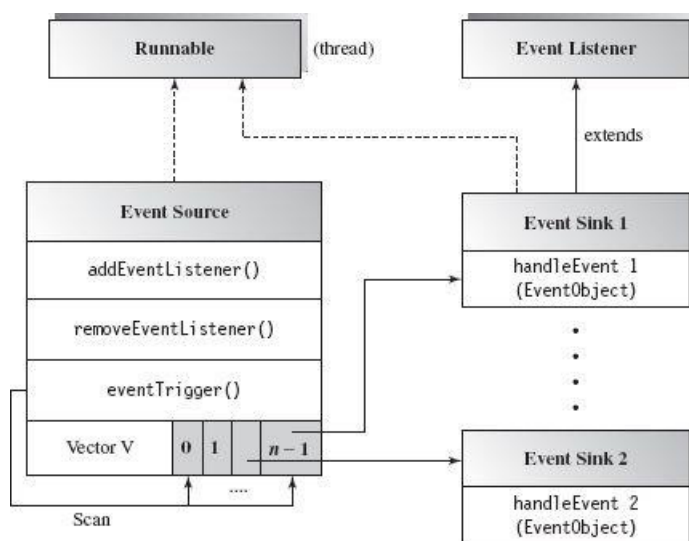 Runnable
(thread)
Event Listener
extends
Event Source
addEventListener()
removeEventListener()
eventTrigger()
Vector V
0
1
n – 1
....
Scan
Event Sink 1
handleEvent 1
(EventObject)
Event Sink 2
handleEvent 2
(EventObject)